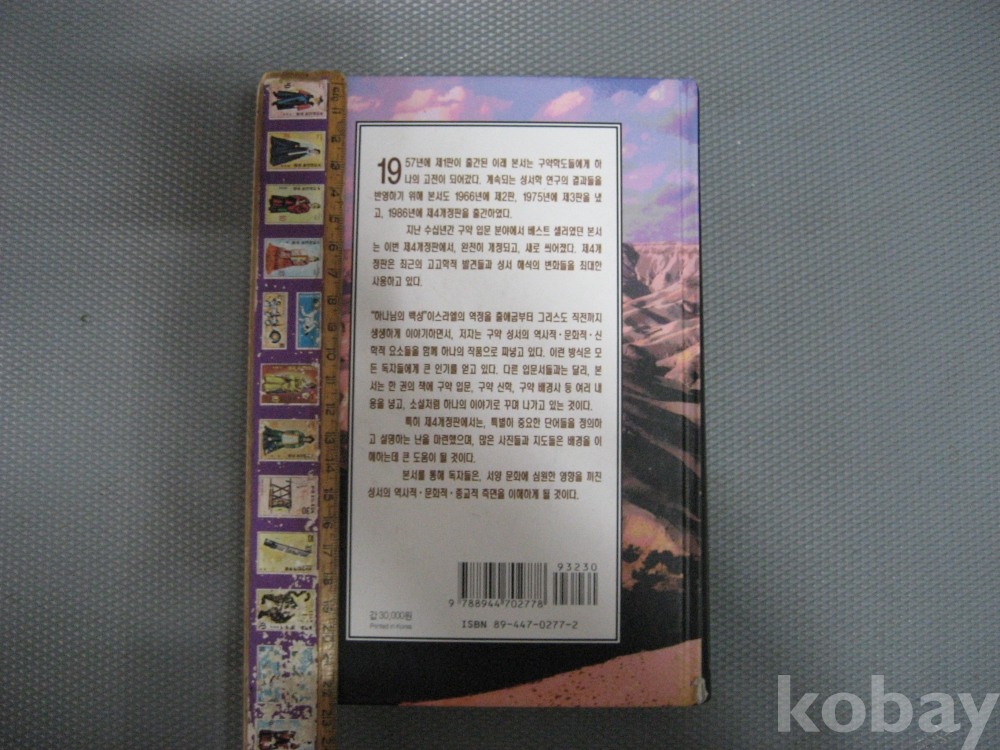 1957년에 제1판이 출간된 이래 본서는 구약학도들에게 하
나의 고전이 되어왔다. 계속되는 성서학 연구의 결과들을
반영하기 위해 본서도 1966년에 제2판, 1975년에 제3판을 냈
고, 1986년에 제4개정판을 출간하였다.
지난 수십년간 구약 입문 분야에서 베스트 셀러였던 본서
는 이번 제4개정판에서, 완전히 개정되고, 새로 씌어졌다. 제4개
정판은 최근의 고고학적 발견들과 성서 해석의 변화들을 최대한
사용하고 있다.
"하나님의 백성"이스라엘의 역정을 출애굽부터 그리스도 직전까지
생생하게 이야기하면서, 저자는 구약 성서의 역사적·문화적·신
학적 요소들을 함께 하나의 작품으로 짜넣고 있다. 이런 방식은 모
든 독자들에게 큰 인기를 얻고 있다. 다른 입문서들과는 달리, 본
서는 한 권의 책에 구약 입문, 구약 신학, 구약 배경사 등 여러 내
용을 넣고, 소설처럼 하나의 이야기로 꾸며 나가고 있는 것이다.
특히 제4개정판에서는, 특별히 중요한 단어들을 정의하
고 설명하는 난을 마련했으며, 많은 사진들과 지도들은 배경을 이
해하는데 큰 도움이 될 것이다.
본서를 통해 독자들은, 서양 문화에 심원한 영향을 끼친
성서의 역사적·문화적·종교적 측면을 이해하게 될 것이다.
93230
9 788944 702778
값 30,000원
Printed in Korea
ISBN 89-447-0277-2
kobay